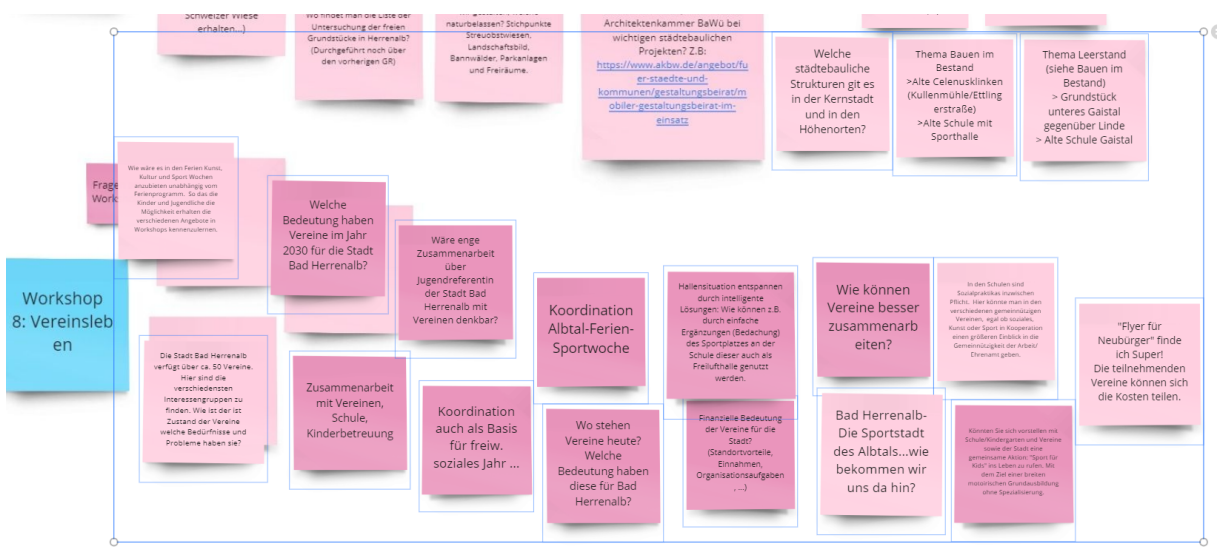 Schweizer Wiese
erhalten...)
Wo findet man die Liste der
Untersuchung der freien
Grundstücke in Herrenalb?
(Durchgeführt noch über
den vorherigen GR)
naturbelassen? Stichpunkte
Streuobstwiesen,
Landschaftsbild,
Bannwälder, Parkanlagen
und Freiräume.
Architektenkammer BaWü bei
wichtigen städtebaulichen
Projekten? Z.B:
https://www.akbw.de/angebot/fu
er-staedte-und-
kommunen/gestaltungsbeirat/m
obiler-gestaltungsbeirat-im-
einsatz
Welche
städtebauliche
Strukturen git es
in der Kernstadt
und in den
Höhenorten?
Thema Bauen im
Bestand
>Alte Celenusklinken
(Kullenmühle/Ettling
erstraße)
>Alte Schule mit
Sporthalle
Thema Leerstand
(siehe Bauen im
Bestand)
> Grundstück
unteres Gaistal
gegenüber Linde
> Alte Schule Gaistal
Frage
Works
Wie wäre es in den Ferien Kunst,
Kultur und Sport Wochen
anzubieten unabhängig vom
Ferienprogramm. So das die
Kinder und Jugendliche die
Möglichkeit erhalten die
verschiedenen Angebote in
Workshops kennenzulernen.
Welche
Bedeutung haben
Vereine im Jahr
2030 für die Stadt
Bad Herrenalb?
Wäre enge
Zusammenarbeit
über
Jugendreferentin
der Stadt Bad
Herrenalb mit
Vereinen denkbar?
Koordination
Albtal-Ferien-
Sportwoche
Hallensituation entspannen
durch intelligente
Lösungen: Wie können z.B.
durch einfache
Ergänzungen (Bedachung)
des Sportplatzes an der
Schule dieser auch als
Freilufthalle genutzt
werden.
Wie können
Vereine besser
zusammenarb
eiten?
In den Schulen sind
Sozialpraktikas inzwischen
Pflicht. Hier könnte man in den
verschiedenen gemeinnützigen
Vereinen, egal ob soziales,
Kunst oder Sport in Kooperation
einen größeren Einblick in die
Gemeinnützigkeit der Arbeit/
Ehrenamt geben.
"Flyer für
Neubürger" finde
ich Super!
Die teilnehmenden
Vereine können sich
die Kosten teilen.
Workshop
8: Vereinsleb
en
Die Stadt Bad Herrenalb
verfügt über ca. 50 Vereine.
Hier sind die
verschiedensten
Interessengruppen zu
finden. Wie ist der ist
Zustand der Vereine
welche Bedürfnisse und
Probleme haben sie?
Zusammenarbeit
mit Vereinen,
Schule,
Kinderbetreuung
Koordination
auch als Basis
für freiw.
soziales Jahr ...
Wo stehen
Vereine heute?
Welche
Bedeutung haben
diese für Bad
Herrenalb?
Finanzielle Bedeutung
der Vereine für die
Stadt?
(Standortvorteile,
Einnahmen,
Organisationsaufgaben
, ...)
Bad Herrenalb-
Die Sportstadt
des Albtals...wie
bekommen wir
uns da hin?
Könnten Sie sich vorstellen mit
Schule/Kindergarten und Vereine
sowie der Stadt eine
gemeinsame Aktion: "Sport für
Kids" ins Leben zu rufen. Mit
dem Ziel einer breiten
motorischen Grundausbildung
ohne Spezialisierung.